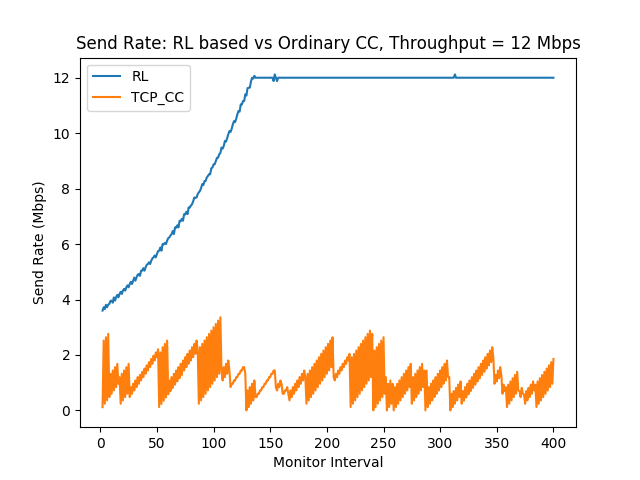 Send Rate: RL based vs Ordinary CC, Throughput = 12 Mbps
RL
TCP_CC
Send Rate (Mbps)
12
10
8
6
4
2
0
0 50 100 150 200 250 300 350 400
Monitor Interval